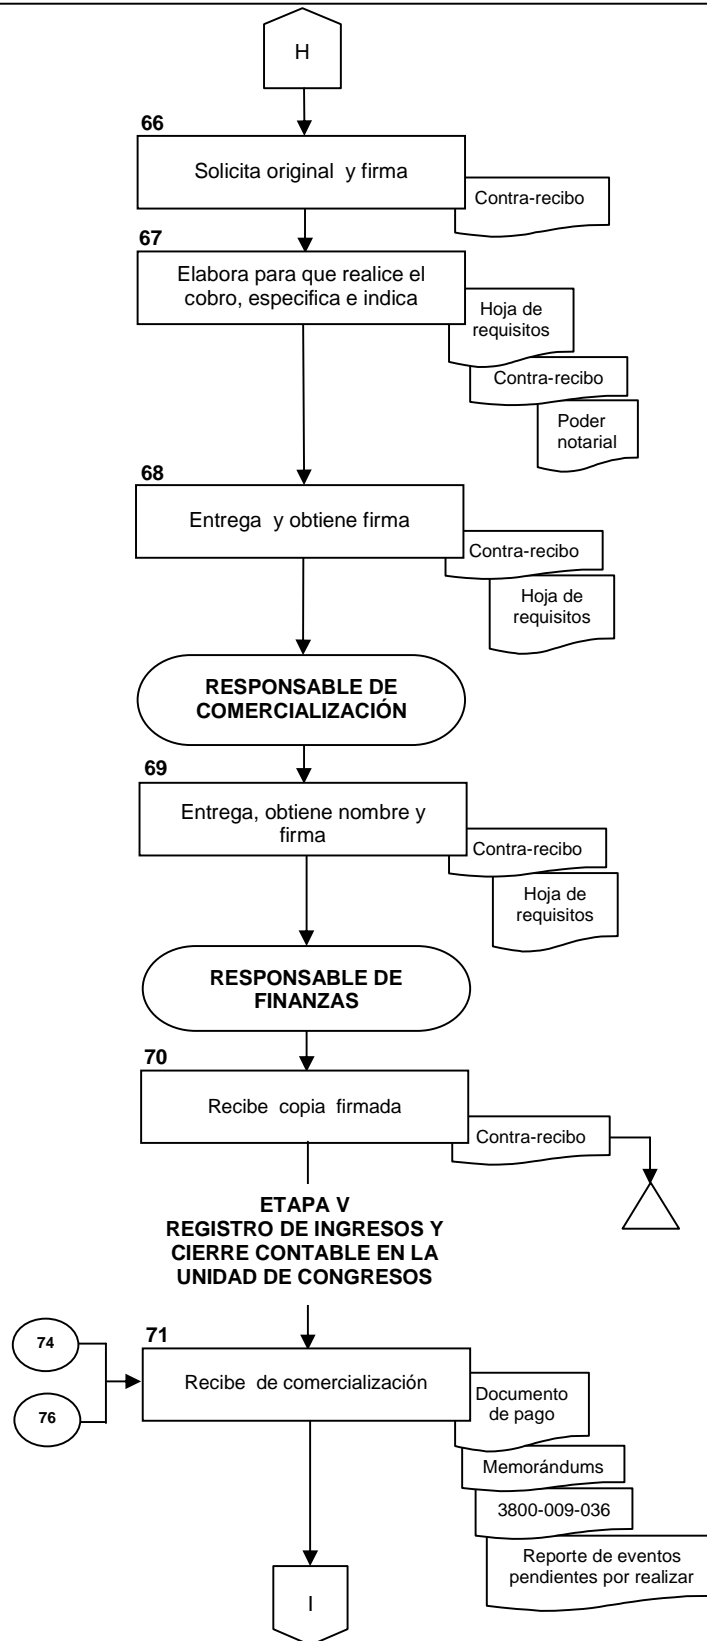 H
66
Solicita original y firma
Contra-recibo
67
Elabora para que realice el
cobro, especifica e indica
Hoja de
requisitos
Contra-recibo
Poder
notarial
68
Entrega y obtiene firma
Contra-recibo
Hoja de
requisitos
RESPONSABLE DE
COMERCIALIZACIÓN
69
Entrega, obtiene nombre y
firma
Contra-recibo
Hoja de
requisitos
RESPONSABLE DE
FINANZAS
70
Recibe copia firmada
Contra-recibo
ETAPA V
REGISTRO DE INGRESOS Y
CIERRE CONTABLE EN LA
UNIDAD DE CONGRESOS
74
76
71
Recibe de comercialización
Documento
de pago
Memorándums
3800-009-036
Reporte de eventos
pendientes por realizar
I